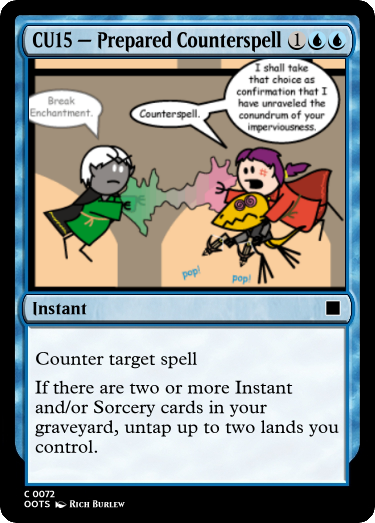 CU15 — Prepared Counterspell 1
Break
Enchantment.
Counterspell.
I shall take
that choice as
confirmation that I
have unraveled the
conundrum of your
imperviousness.
pop!
pop!
Instant
Counter target spell
If there are two or more Instant
and/or Sorcery cards in your
graveyard, untap up to two lands you
control.
C 0072
OOTS Rich Burlew